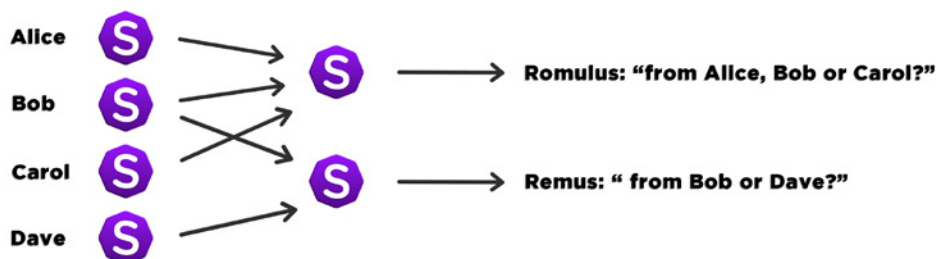 Alice S
S Romulus: “from Alice, Bob or Carol?”
Bob S
Carol S
S Remus: “ from Bob or Dave?”
Dave S